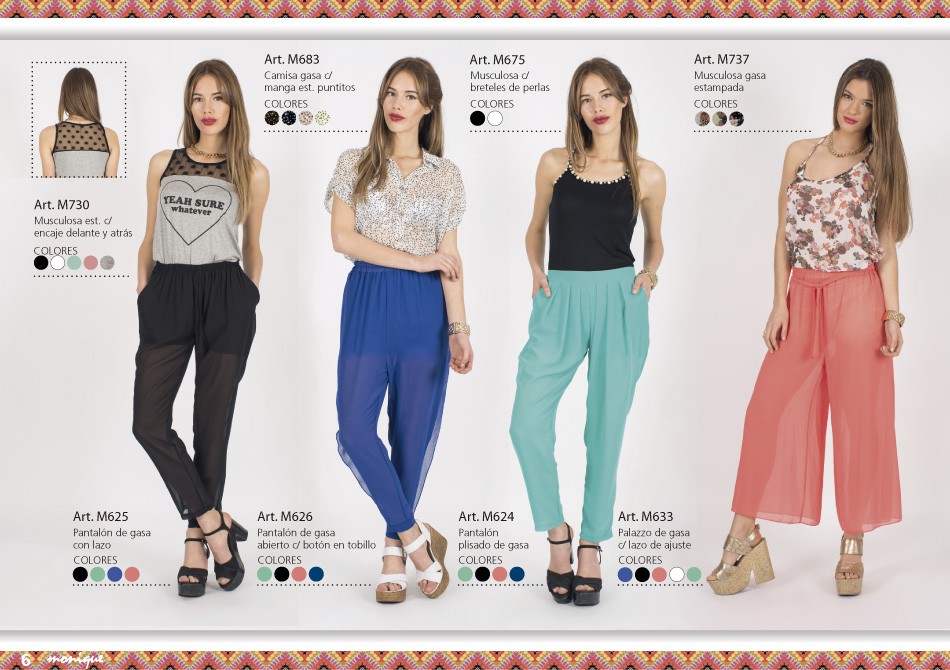 Art. M683
Camisa gasa c/
manga est. puntitos
COLORES
Art. M675
Musculosa c/
breteles de perlas
COLORES
Art. M737
Musculosa gasa
estampada
COLORES
Art. M730
Musculosa est. c/
encaje delante y atrás
COLORES
YEAH SURE
whatever
Art. M625
Pantalón de gasa
con lazo
COLORES
Art. M626
Pantalón de gasa
abierto c/ botón en tobillo
COLORES
Art. M624
Pantalón
plisado de gasa
COLORES
Art. M633
Palazzo de gasa
c/ lazo de ajuste
COLORES
6 monique